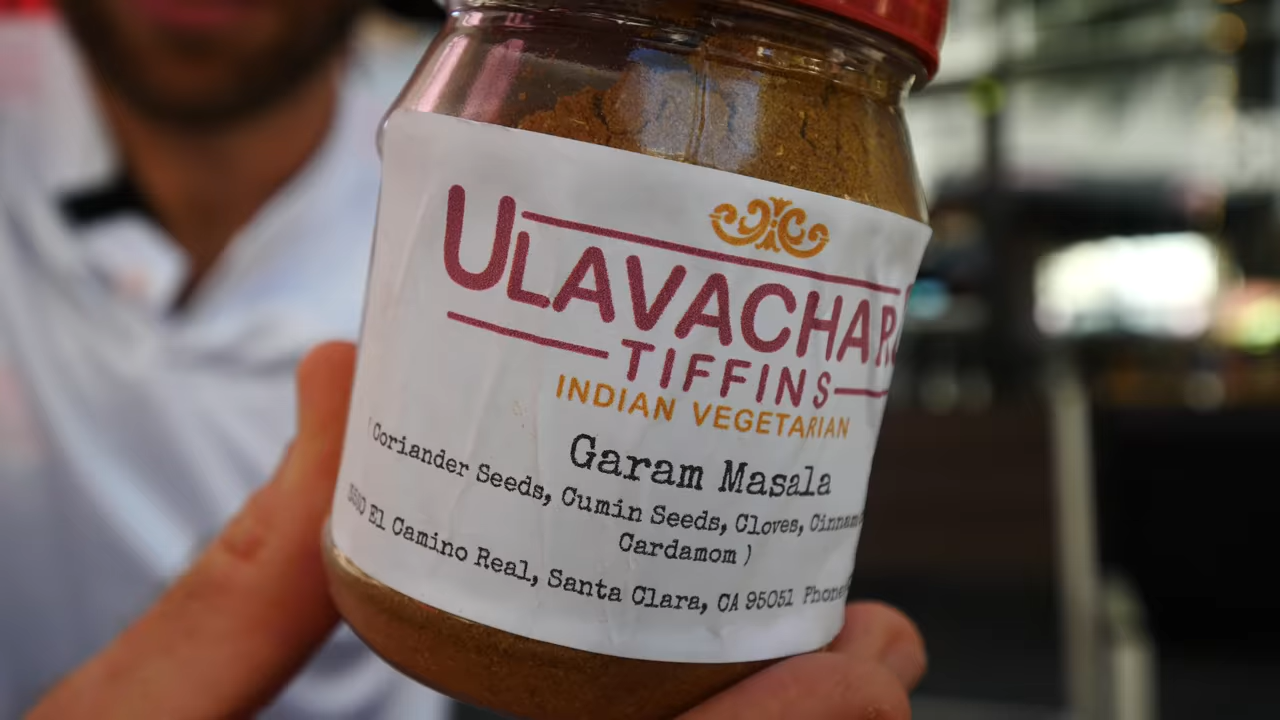 ULAVACHAR
TIFFINS
INDIAN VEGETARIAN
Garam Masala
(Coriander Seeds, Cumin Seeds, Cloves,
Cardamom )
El Camino Real, Santa Clara, CA 95051 Phone